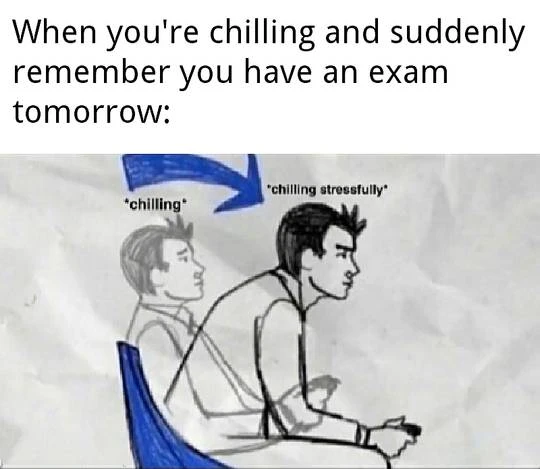 When you're chilling and suddenly
remember you have an exam
tomorrow:
*chilling stressfully*
*chilling*